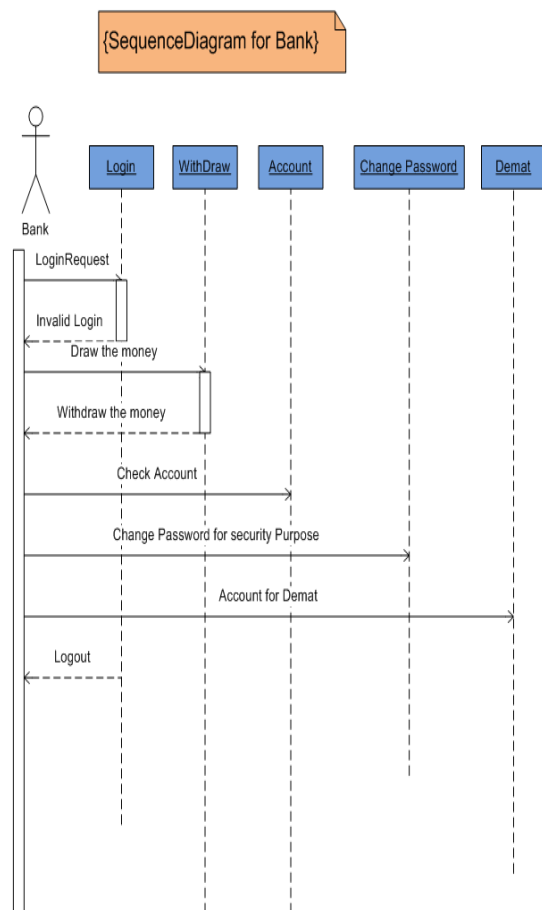 {SequenceDiagram for Bank}
Login
WithDraw
Account
Change Password
Demat
Bank
LoginRequest
Invalid Login
Draw the money
Withdraw the money
Check Account
Change Password for security Purpose
Account for Demat
Logout